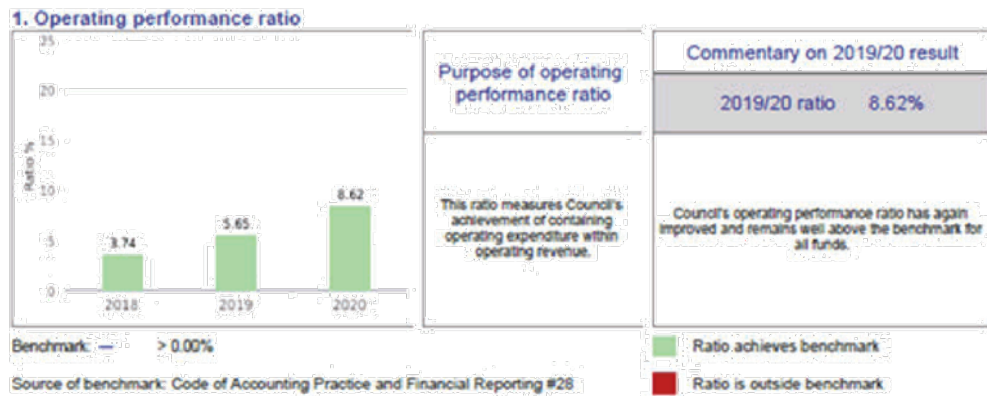 1. Operating performance ratio
25
20
15
10
5
0
Ratio %
3.74
5.65
8.62
2018
2019
2020
Purpose of operating
performance ratio
This ratio measures Council's
achievement of containing
operating expenditure within
operating revenue.
Commentary on 2019/20 result
2019/20 ratio 8.62%
Council's operating performance ratio has again
improved and remains well above the benchmark for
all funds.
Benchmark: — > 0.00%
Source of benchmark: Code of Accounting Practice and Financial Reporting #28
Ratio achieves benchmark
Ratio is outside benchmark